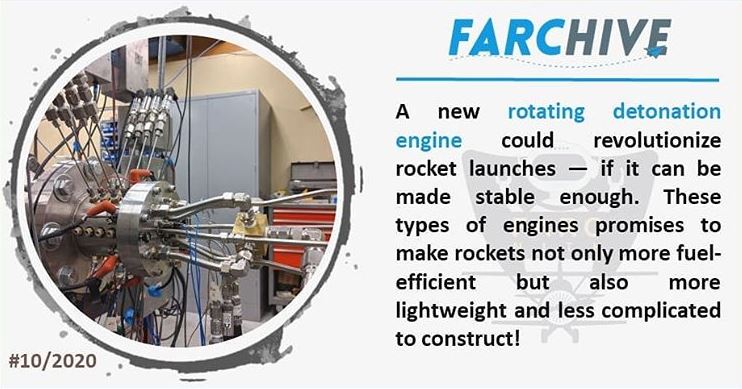 FARCHIVE
A new rotating detonation
engine could revolutionize
rocket launches — if it can be
made stable enough. These
types of engines promises to
make rockets not only more fuel-
efficient but also more
lightweight and less complicated
to construct!
#10/2020